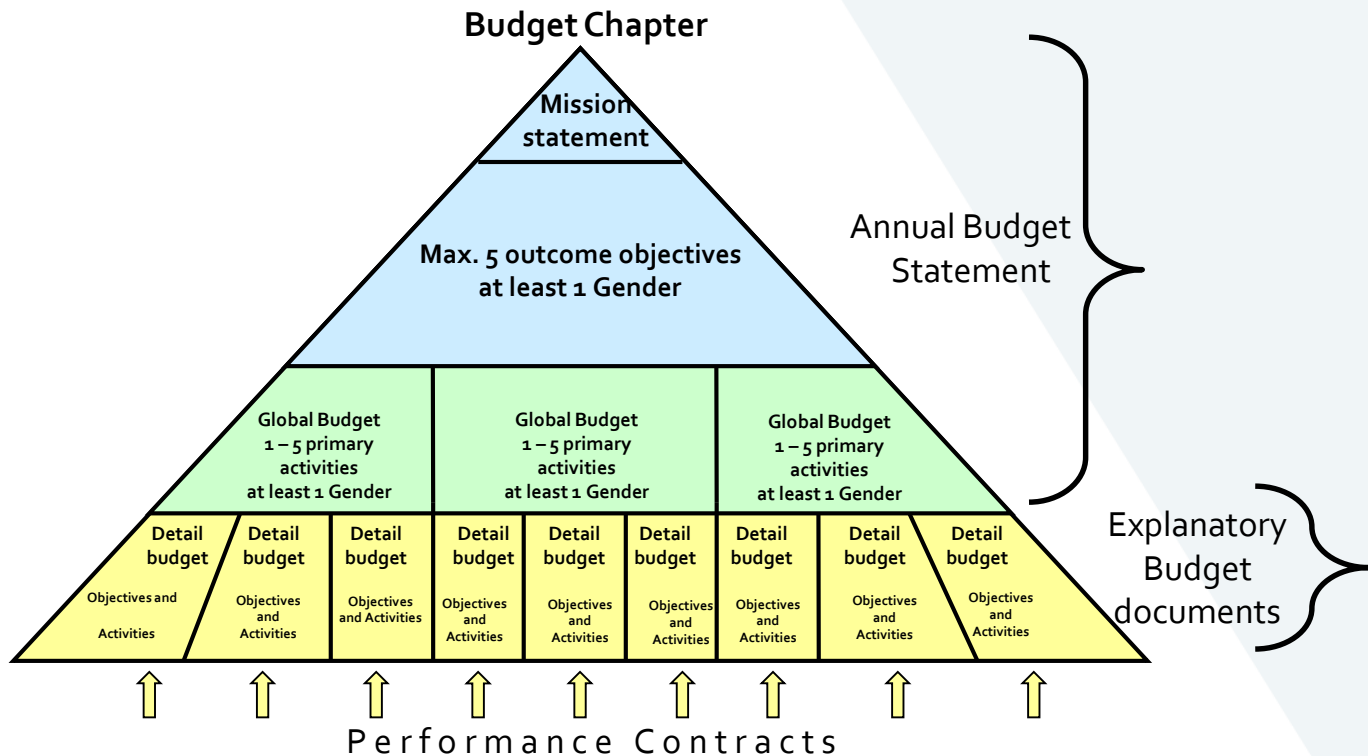 Budget Chapter
Mission
statement
Max. 5 outcome objectives
at least 1 Gender
Annual Budget
Statement
Global Budget
1 – 5 primary
activities
at least 1 Gender
Global Budget
1 – 5 primary
activities
at least 1 Gender
Global Budget
1 – 5 primary
activities
at least 1 Gender
Detail
budget
Objectives and
Activities
Detail
budget
Objectives
and
Activities
Detail
budget
Objectives
and Activities
Detail
budget
Objectives
and
Activities
Detail
budget
Objectives
and
Activities
Detail
budget
Objectives
and
Activities
Detail
budget
Objectives
and
Activities
Detail
budget
Objectives
and
Activities
Detail
budget
Objectives
and
Activities
Explanatory
Budget
documents
Performance Contracts